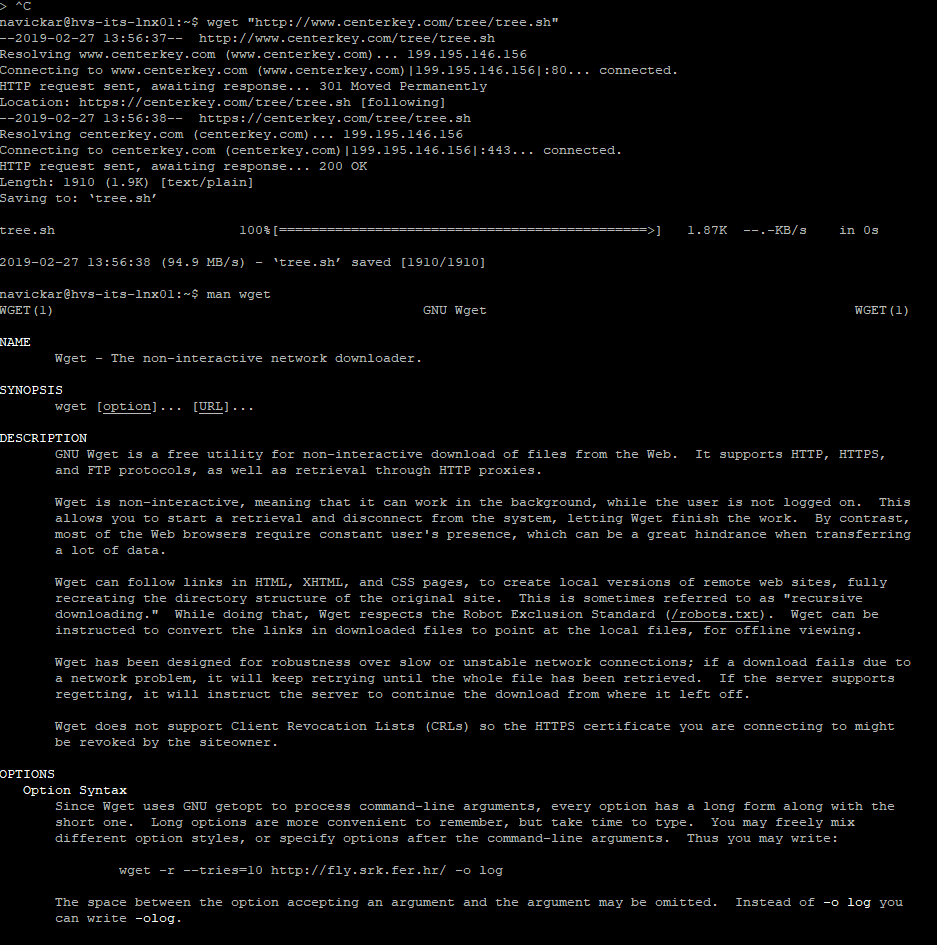 > ^C
navickar@hvs-its-lnx01:~$ wget "http://www.centerkey.com/tree/tree.sh"
--2019-02-27 13:56:37--  http://www.centerkey.com/tree/tree.sh
Resolving www.centerkey.com (www.centerkey.com)... 199.195.146.156
Connecting to www.centerkey.com (www.centerkey.com)|199.195.146.156|:80... connected.
HTTP request sent, awaiting response... 301 Moved Permanently
Location: https://centerkey.com/tree/tree.sh [following]
--2019-02-27 13:56:38--  https://centerkey.com/tree/tree.sh
Resolving centerkey.com (centerkey.com)... 199.195.146.156
Connecting to centerkey.com (centerkey.com)|199.195.146.156|:443... connected.
HTTP request sent, awaiting response... 200 OK
Length: 1910 (1.9K) [text/plain]
Saving to: ‘tree.sh’
tree.sh                       100%[==============================================>]   1.87K  --.-KB/s    in 0s
2019-02-27 13:56:38 (94.9 MB/s) - ‘tree.sh’ saved [1910/1910]
navickar@hvs-its-lnx01:~$ man wget
WGET(1)                                              GNU Wget                                              WGET(1)
NAME
Wget - The non-interactive network downloader.
SYNOPSIS
wget [option]... [URL]...
DESCRIPTION
GNU Wget is a free utility for non-interactive download of files from the Web.  It supports HTTP, HTTPS,
and FTP protocols, as well as retrieval through HTTP proxies.
Wget is non-interactive, meaning that it can work in the background, while the user is not logged on.  This
allows you to start a retrieval and disconnect from the system, letting Wget finish the work.  By contrast,
most of the Web browsers require constant user's presence, which can be a great hindrance when transferring
a lot of data.
Wget can follow links in HTML, XHTML, and CSS pages, to create local versions of remote web sites, fully
recreating the directory structure of the original site.  This is sometimes referred to as "recursive
downloading."  While doing that, Wget respects the Robot Exclusion Standard (/robots.txt).  Wget can be
instructed to convert the links in downloaded files to point at the local files, for offline viewing.
Wget has been designed for robustness over slow or unstable network connections; if a download fails due to
a network problem, it will keep retrying until the whole file has been retrieved.  If the server supports
regetting, it will instruct the server to continue the download from where it left off.
Wget does not support Client Revocation Lists (CRLs) so the HTTPS certificate you are connecting to might
be revoked by the siteowner.
OPTIONS
Option Syntax
Since Wget uses GNU getopt to process command-line arguments, every option has a long form along with the
short one.  Long options are more convenient to remember, but take time to type.  You may freely mix
different option styles, or specify options after the command-line arguments.  Thus you may write:
wget -r --tries=10 http://fly.srk.fer.hr/ -o log
The space between the option accepting an argument and the argument may be omitted.  Instead of -o log you
can write -olog.